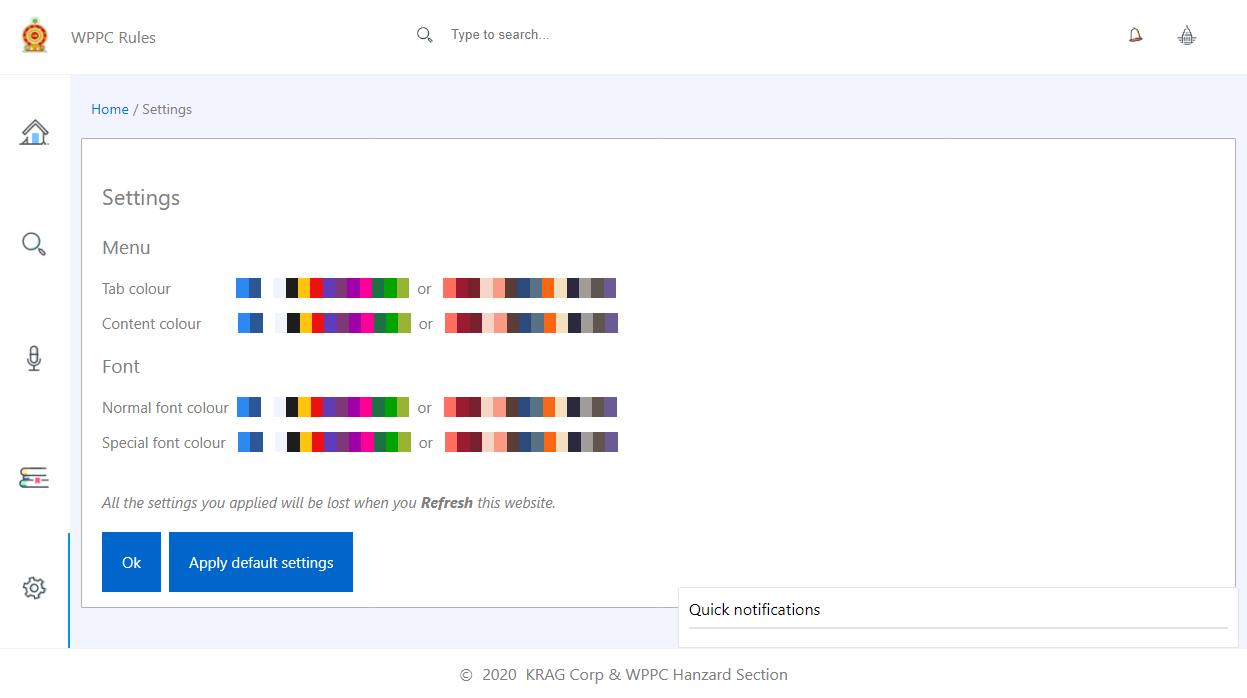 WPPC Rules
Type to search...
Home / Settings
Settings
Menu
Tab colour or
Content colour or
Font
Normal font colour or
Special font colour or
All the settings you applied will be lost when you Refresh this website.
Ok Apply default settings
Quick notifications
© 2020 KRAG Corp & WPPC Hanzard Section